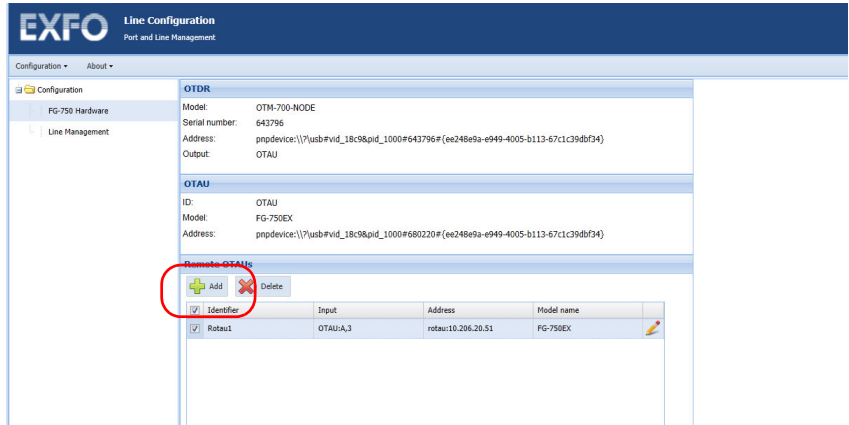 EXFO
Line Configuration
Port and Line Management
Configuration
About
Configuration
FG-750 Hardware
Line Management
OTDR
Model: OTM-700-NODE
Serial number: 643796
Address: pnpdevice:\\?\usb#vid_18c9&pid_1000#643796#{ee248e9a-e949-4005-b113-67c1c39dbf34}
Output: OTAU
OTAU
ID: OTAU
Model: FG-750EX
Address: pnpdevice:\\?\usb#vid_18c9&pid_1000#680220#{ee248e9a-e949-4005-b113-67c1c39dbf34}
Remote OTAUs
Add Delete
Identifier Input Address Model name
Rotau1 OTAU:A,3 rotau:10.206.20.51 FG-750EX